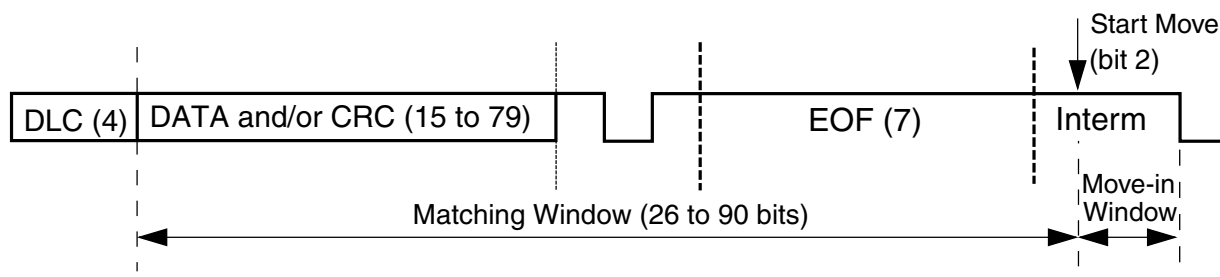 Start Move
(bit 2)
DLC (4)
DATA and/or CRC (15 to 79)
EOF (7)
Interm
Matching Window (26 to 90 bits)
Move-in
Window